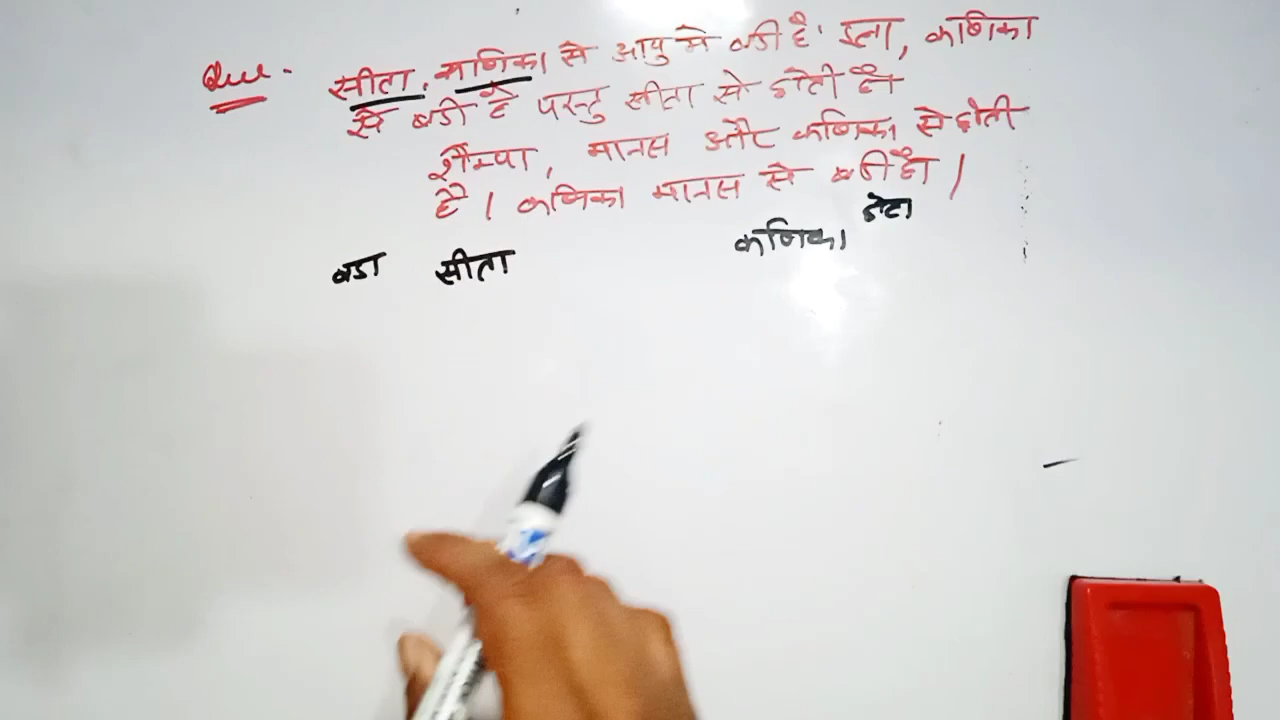 Que.
सीता, मणिका से आयु मे बडी है. इला, कणिका
से बडी है परन्तु सीता से छोती है
शैम्पा, मानस और कणिका से छोती
है। कणिका मानस से बडी है।
छोटा
कणिका
बडा सीता